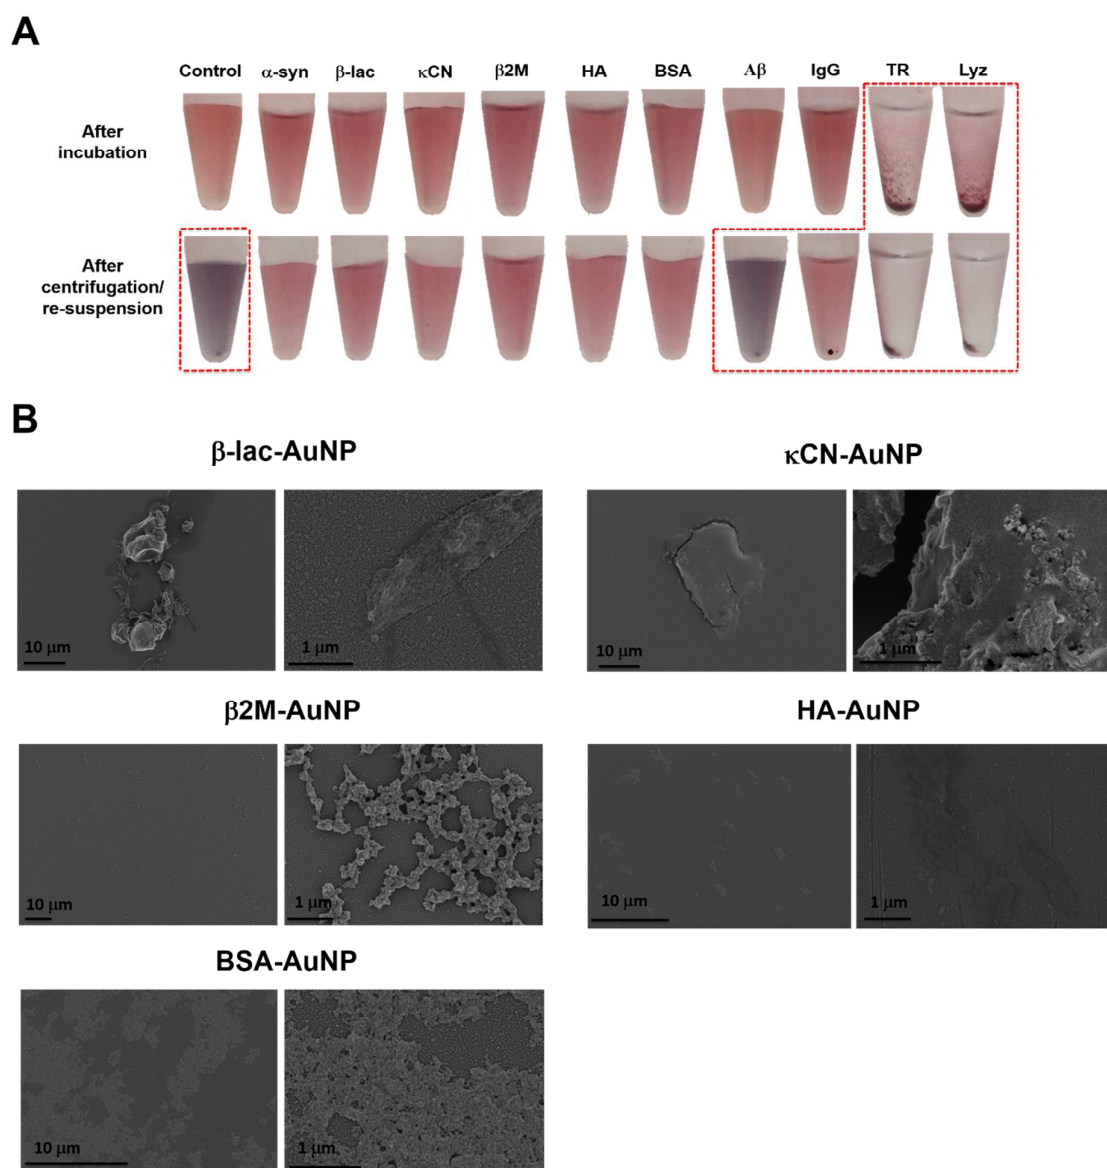 A
Control α-syn β-lac κCN β2M HA BSA Aβ IgG TR Lyz
After
incubation
After
centrifugation/
re-suspension
B
β-lac-AuNP
κCN-AuNP
10 μm 1 μm 10 μm 1 μm
β2M-AuNP
HA-AuNP
10 μm 1 μm 10 μm 1 μm
BSA-AuNP
10 μm 1 μm